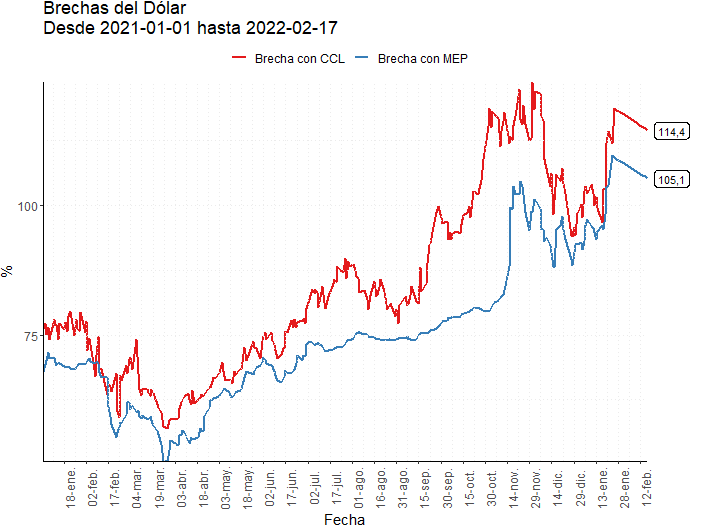 Brechas del Dólar
Desde 2021-01-01 hasta 2022-02-17
Brecha con CCL
Brecha con MEP
%
100
75
114,4
105,1
18-ene.
02-feb.
17-feb.
04-mar.
19-mar.
03-abr.
18-abr.
03-may.
18-may.
02-jun.
17-jun.
02-jul.
17-jul.
01-ago.
16-ago.
31-ago.
15-sep.
30-sep.
15-oct.
30-oct.
14-nov.
29-nov.
14-dic.
29-dic.
13-ene.
28-ene.
12-feb.
Fecha